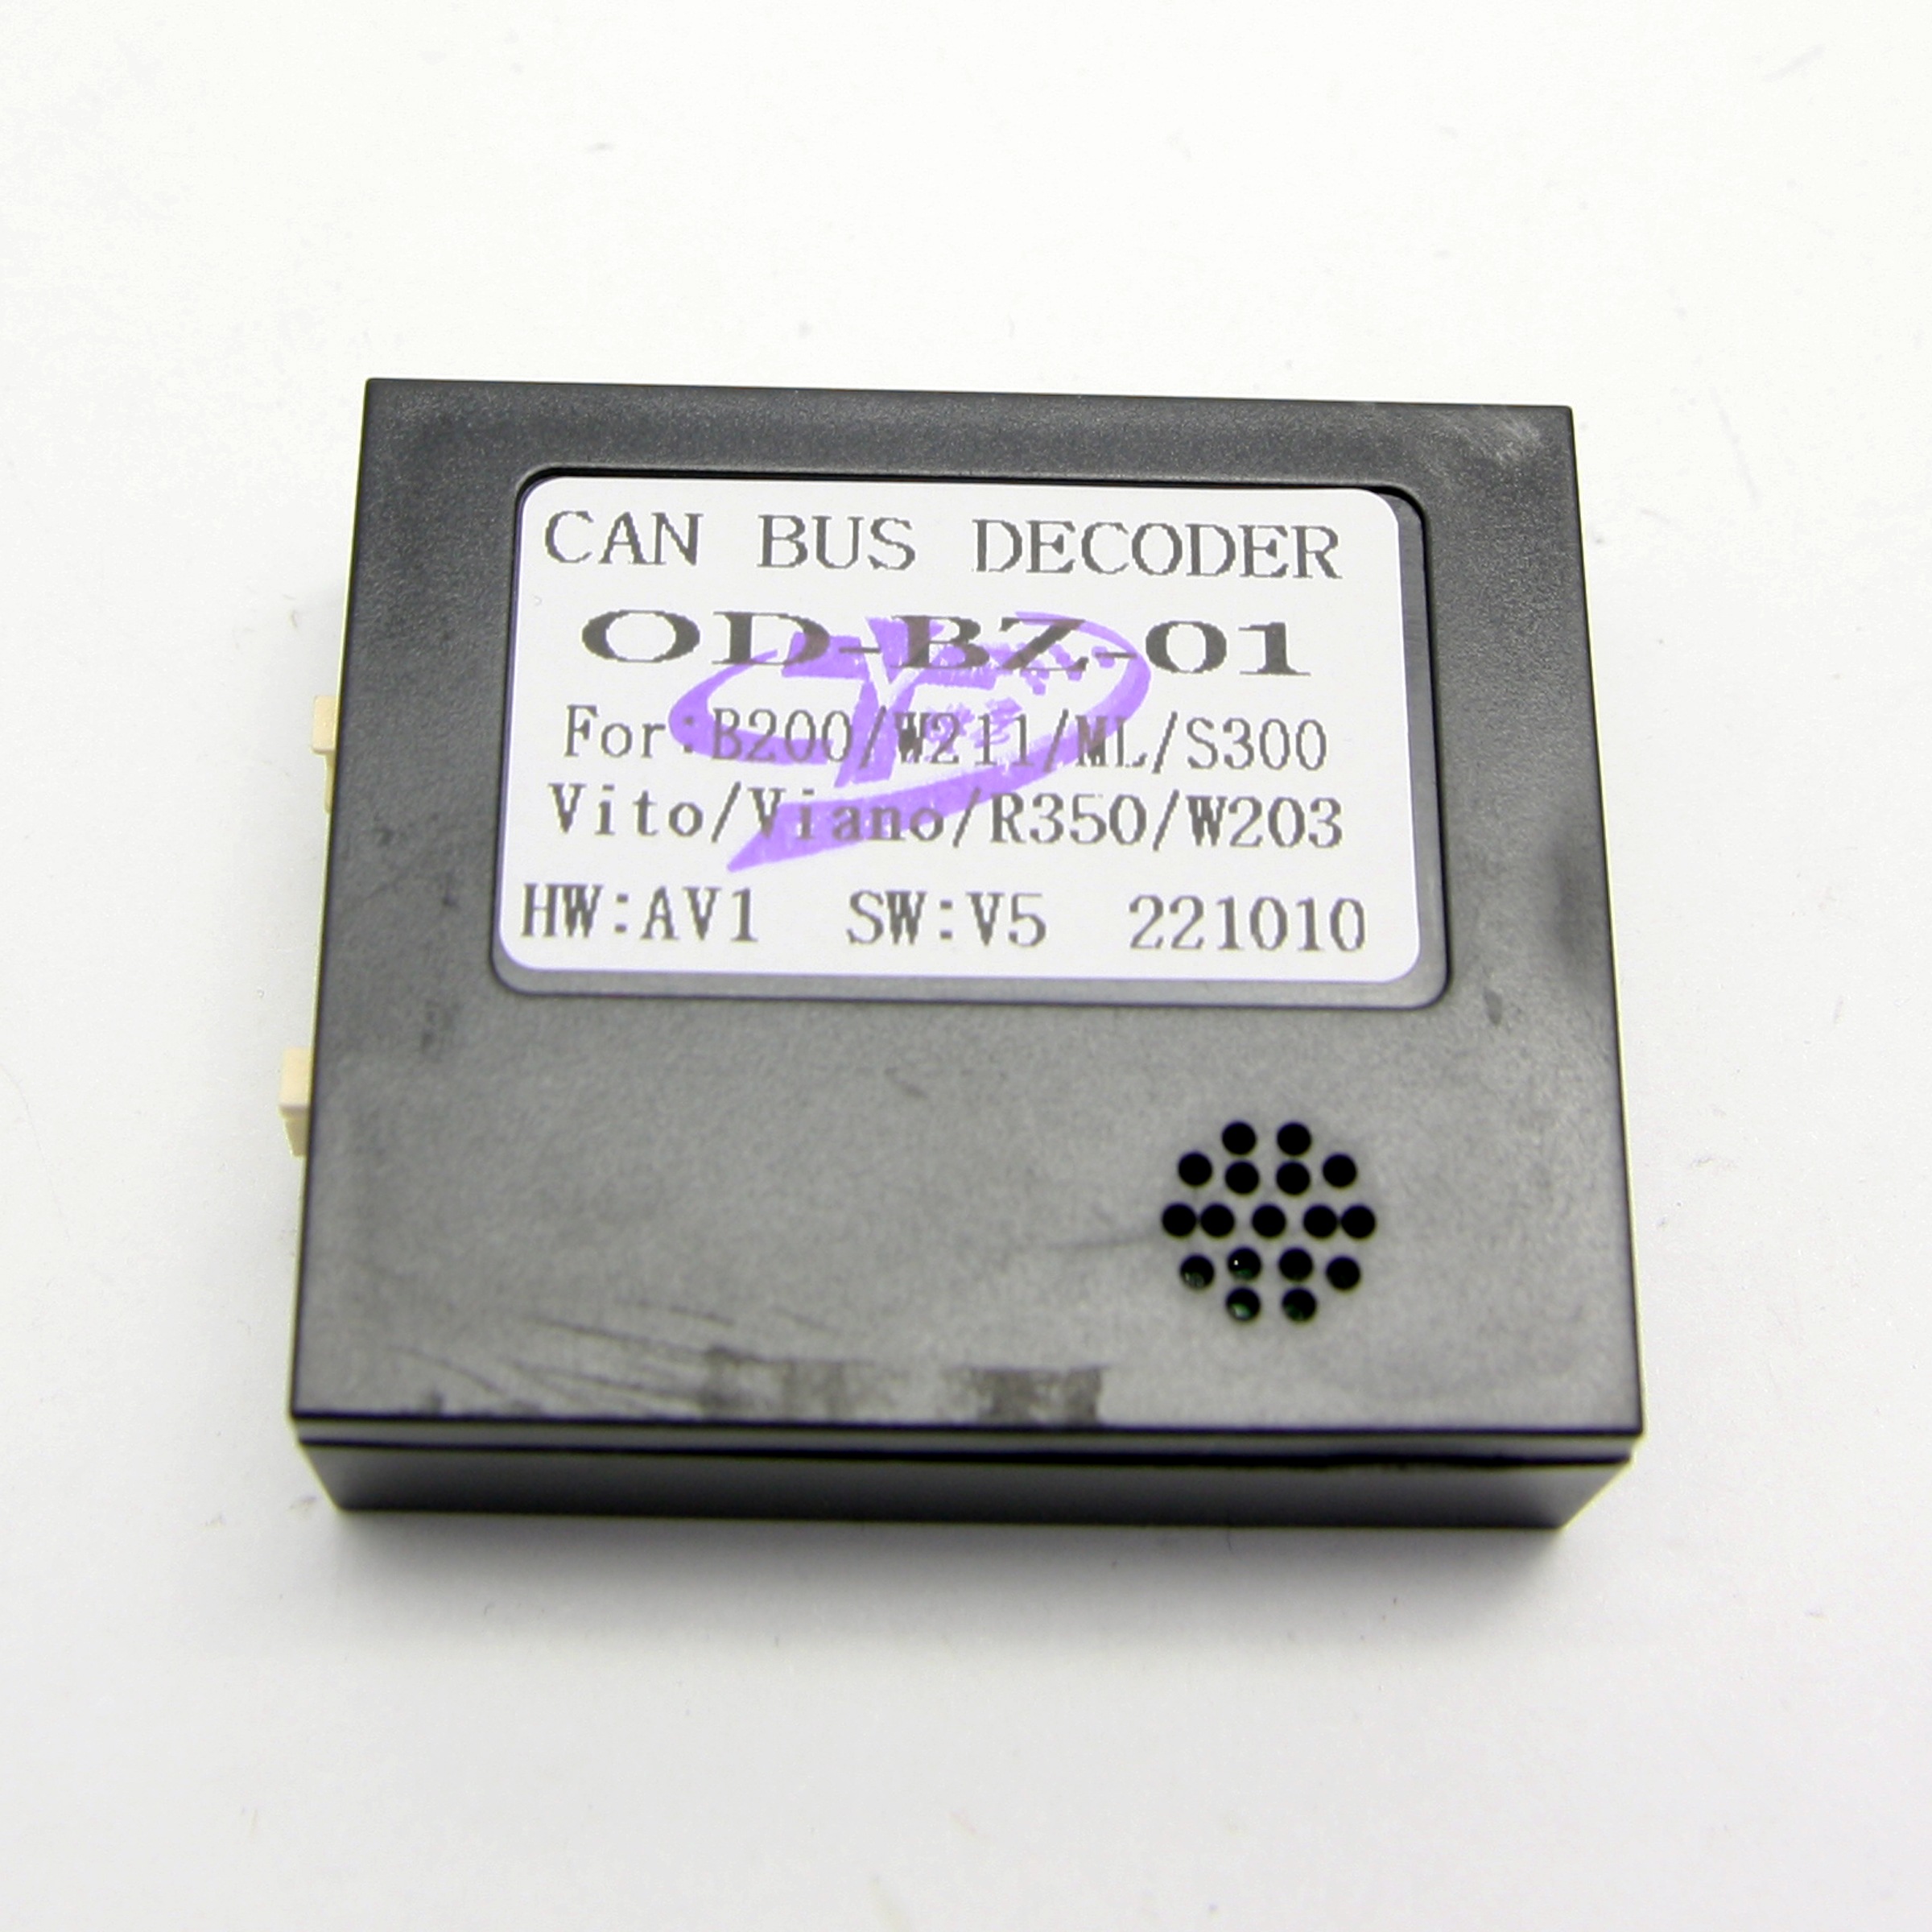 CAN BUS DECODER
OD-BZ-01
For:B200/W211/ML/S300
Vito/Viano/R350/W203
HW:AV1 SW:V5 221010